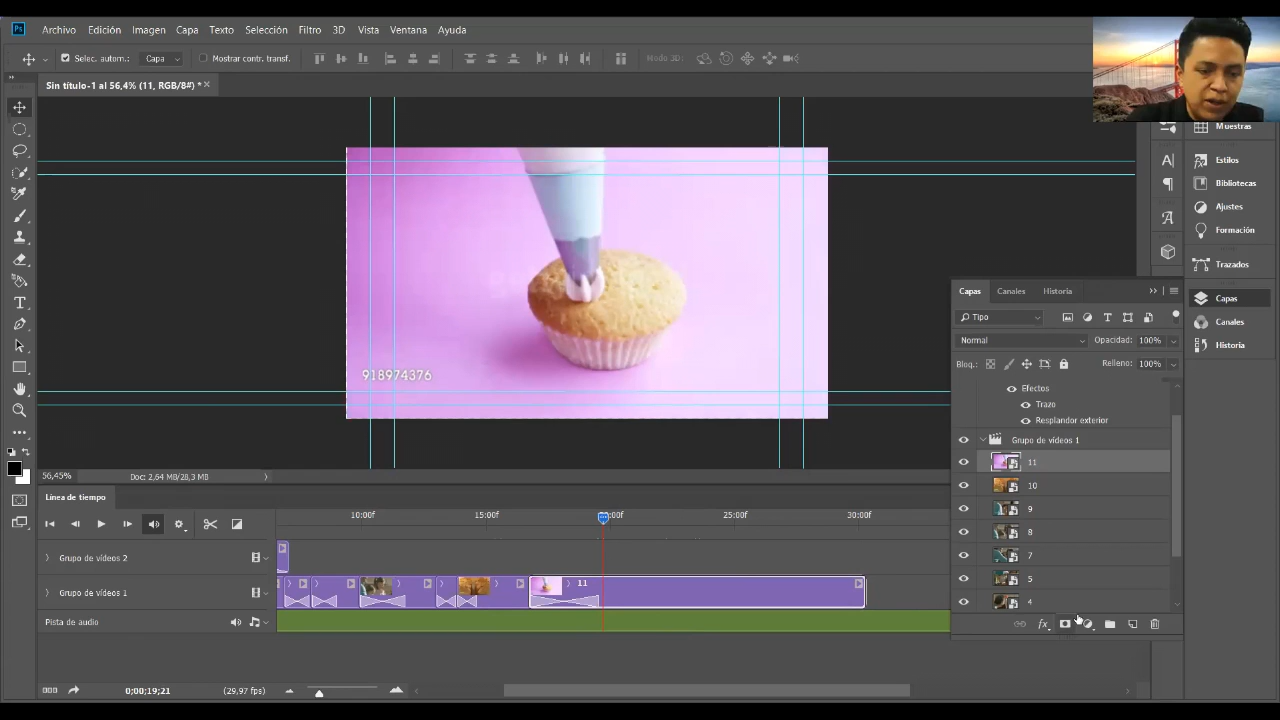 Ps Archivo Edición Imagen Capa Texto Selección Filtro 3D Vista Ventana Ayuda
Selec. autom.: Capa Mostrar contr. transf. Modo 3D:
Sin título-1 al 56,4% (11, RGB/8#) *
Muestras
Estilos
Bibliotecas
Ajustes
Formación
Trazados
Capas
Canales
Historia
918974376
Capas Canales Historia
Tipo
Normal Opacidad: 100%
Bloq.: Relleno: 100%
Efectos
Trazo
Resplandor exterior
Grupo de vídeos 1
11
10
9
8
7
5
4
fx
56,45% Doc: 2,64 MB/28,3 MB
Línea de tiempo
10:00f 15:00f 25:00f 30:00f
Grupo de vídeos 2
Grupo de vídeos 1 11
Pista de audio
0;00;19;21 (29,97 fps)